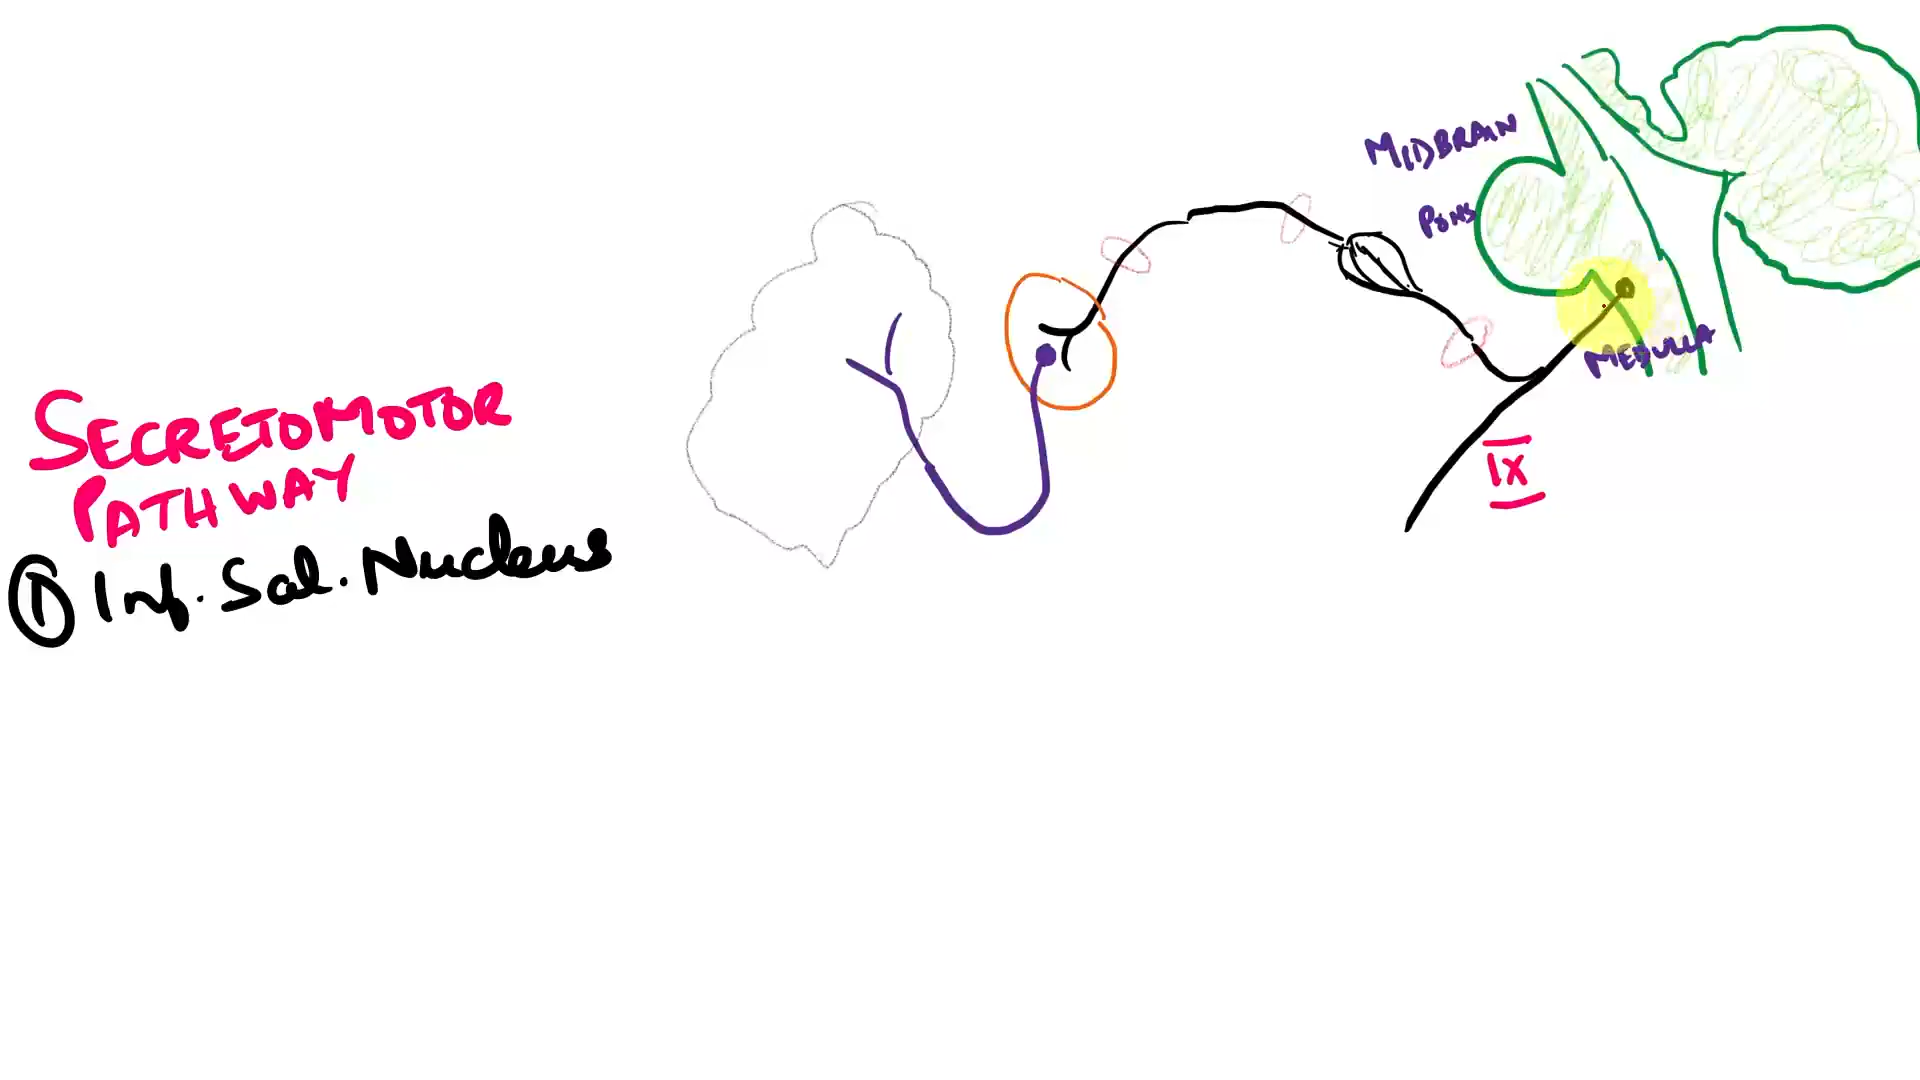 MIDBRAIN
PONS
MEDULLA
SECRETOMOTOR
PATHWAY
IX
① Inf. Sal. Nucleus